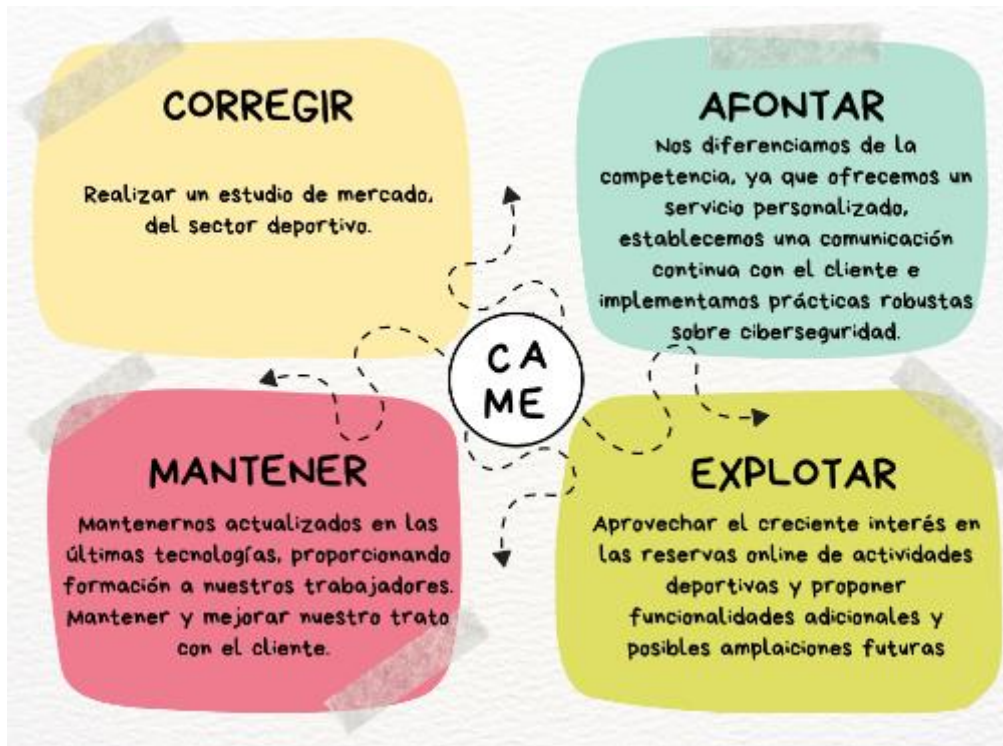 CORREGIR
Realizar un estudio de mercado,
del sector deportivo.
AFONTAR
Nos diferenciamos de la
competencia, ya que ofrecemos un
servicio personalizado,
establecemos una comunicación
continua con el cliente e
implementamos prácticas robustas
sobre ciberseguridad.
CA
ME
MANTENER
Mantenernos actualizados en las
últimas tecnologías, proporcionando
formación a nuestros trabajadores.
Mantener y mejorar nuestro trato
con el cliente.
EXPLOTAR
Aprovechar el creciente interés en
las reservas online de actividades
deportivas y proponer
funcionalidades adicionales y
posibles amplaiciones futuras